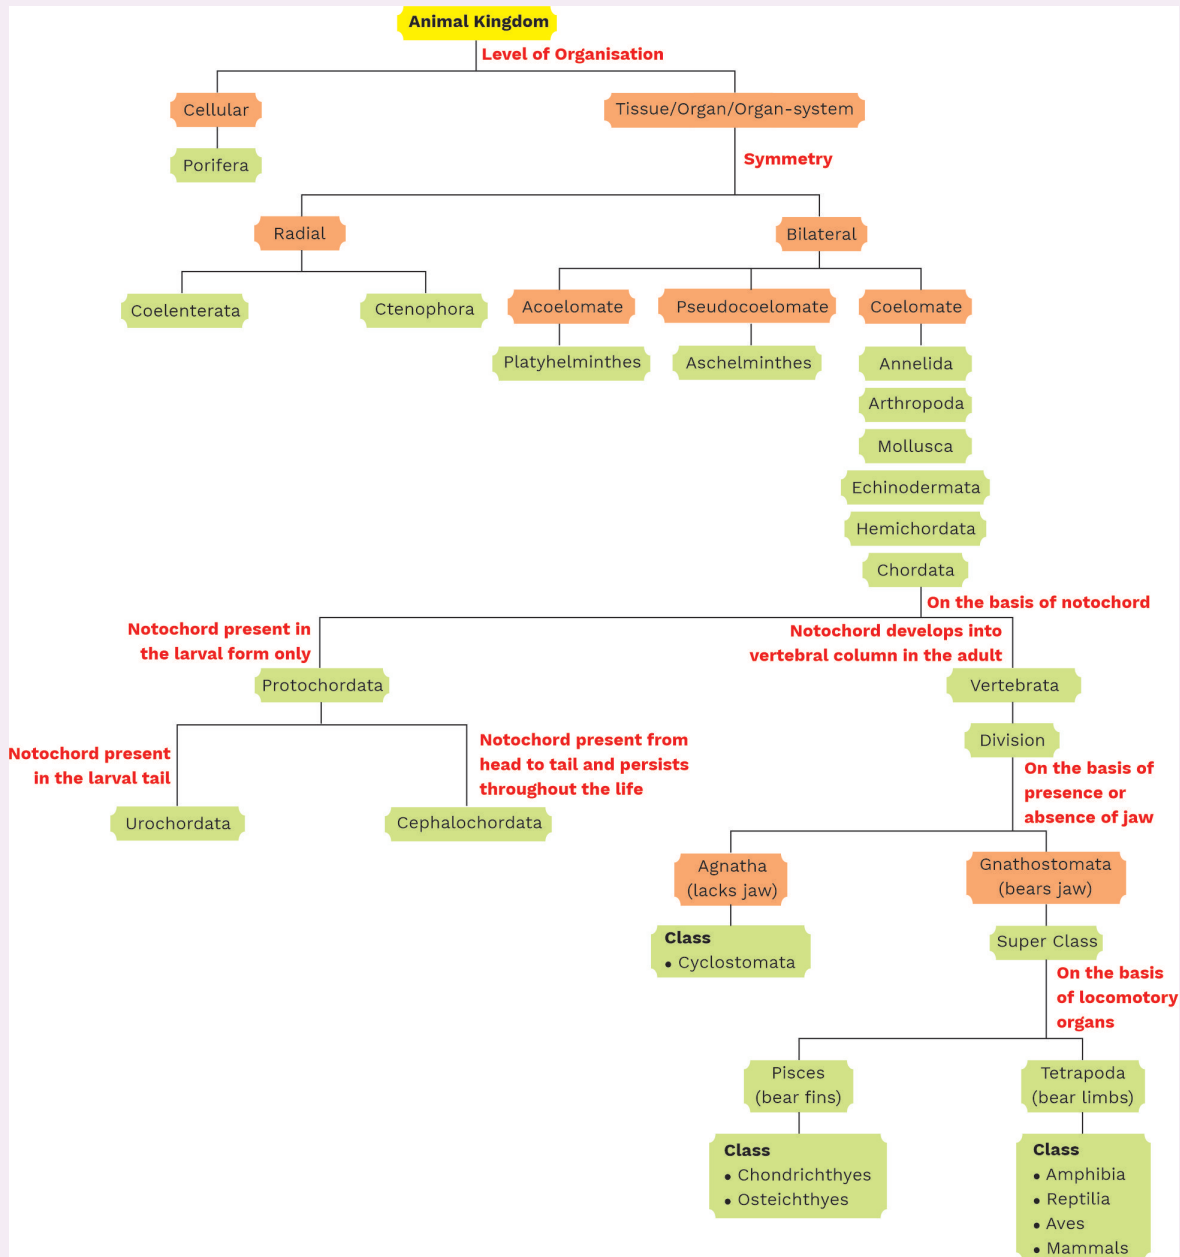 Animal Kingdom
Level of Organisation
Cellular
Tissue/Organ/Organ-system
Porifera
Symmetry
Radial
Bilateral
Coelenterata
Ctenophora
Acoelomate
Pseudocoelomate
Coelomate
Platyhelminthes
Aschelminthes
Annelida
Arthropoda
Mollusca
Echinodermata
Hemichordata
Chordata
On the basis of notochord
Notochord present in
the larval form only
Notochord develops into
vertebral column in the adult
Protochordata
Vertebrata
Notochord present
in the larval tail
Notochord present from
head to tail and persists
throughout the life
Division
On the basis of
presence or
absence of jaw
Urochordata
Cephalochordata
Agnatha
(lacks jaw)
Gnathostomata
(bears jaw)
Class
• Cyclostomata
Super Class
On the basis
of locomotory
organs
Pisces
(bear fins)
Tetrapoda
(bear limbs)
Class
• Chondrichthyes
• Osteichthyes
Class
• Amphibia
• Reptilia
• Aves
• Mammals